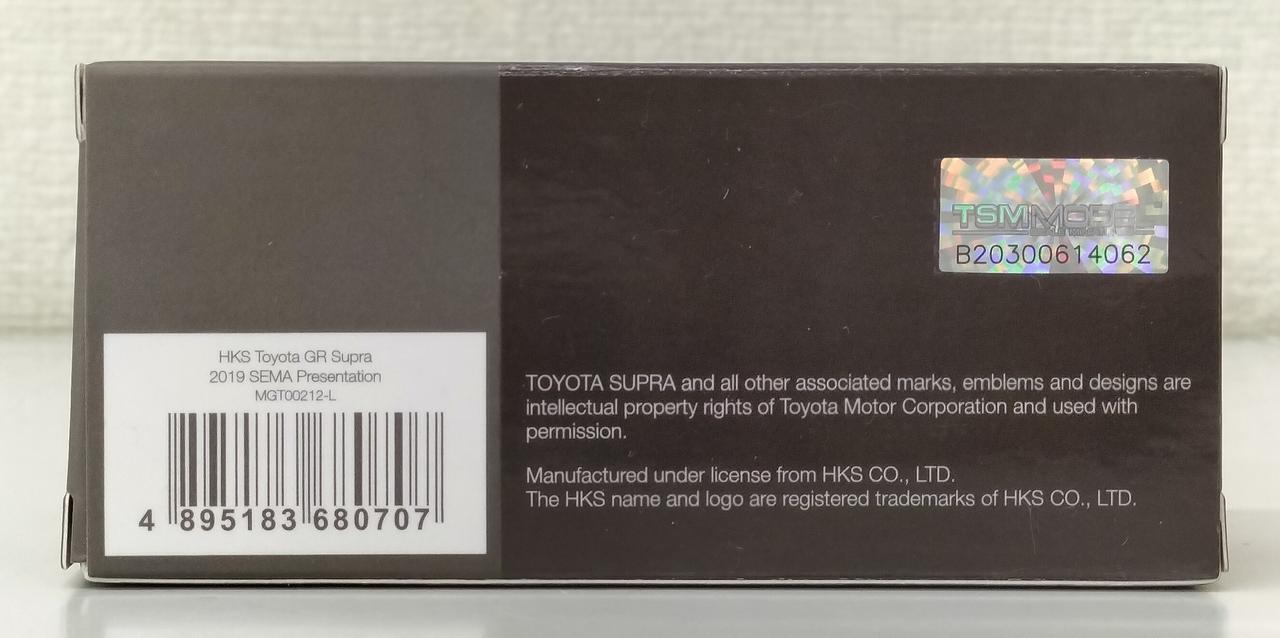 HKS Toyota GR Supra
2019 SEMA Presentation
MGT00212-L
4 895183 680707
TSM MODEL
B20300614062
TOYOTA SUPRA and all other associated marks, emblems and designs are
intellectual property rights of Toyota Motor Corporation and used with
permission.
Manufactured under license from HKS CO., LTD.
The HKS name and logo are registered trademarks of HKS CO., LTD.